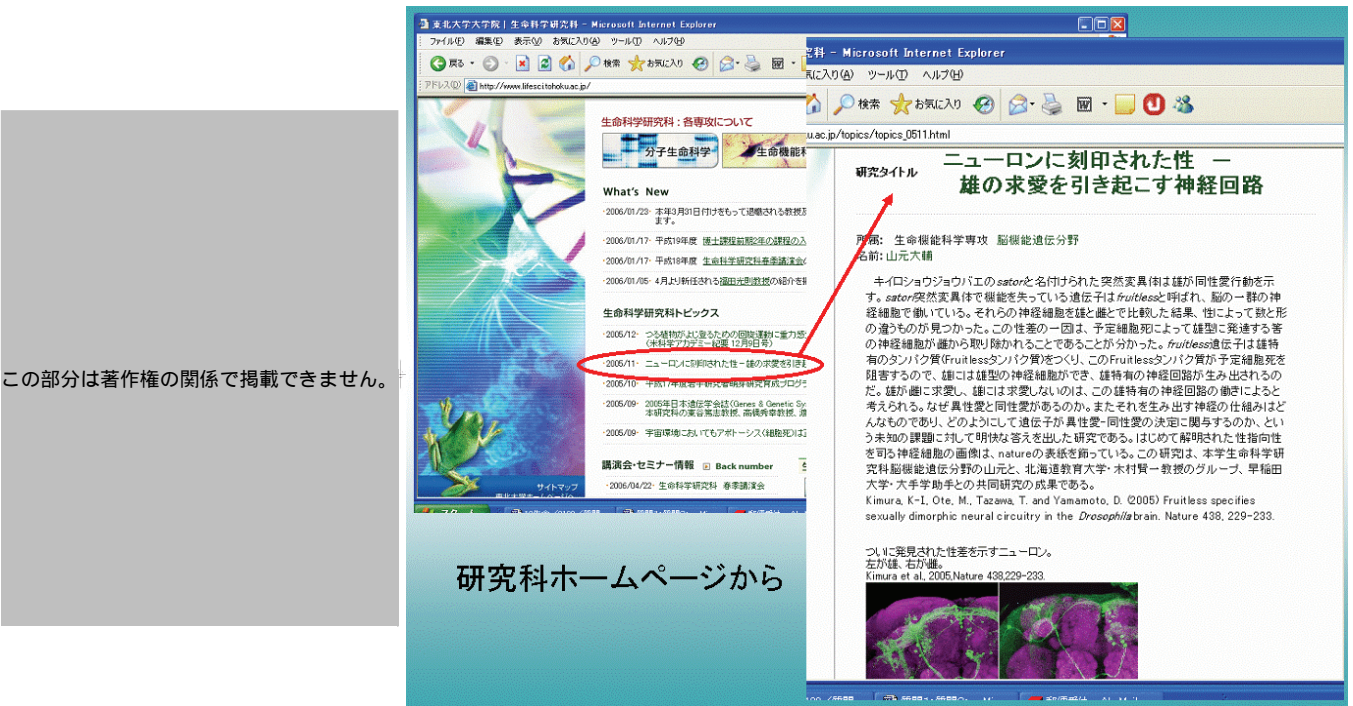 この部分は著作権の関係で掲載できません。
東北大学大学院 | 生命科学研究科 - Microsoft Internet Explorer
ファイル(F) 編集(E) 表示(V) お気に入り(A) ツール(T) ヘルプ(H)
戻る 検索 お気に入り
アドレス(D) http://www.lifesci.tohoku.ac.jp/
生命科学研究科：各専攻について
分子生命科学 生命機能科
What's New
・2006/01/23・ 本年3月31日付けをもって退職される教授及
ます。
・2006/01/17・ 平成19年度 博士課程前期2年の課程の入
・2006/01/17・ 平成18年度 生命科学研究科春季講演会の
・2006/01/05・ 4月より新任される福田光則教授の紹介を掲
生命科学研究科トピックス
・2005/12・ つる植物がよじ登るための回旋運動に重力感
(米科学アカデミー紀要 12月9日号)
・2005/11・ ニューロンに刻印された性－雄の求愛を引き起
・2005/10・ 平成17年度若手研究者萌芽研究育成プログラ
・2005/09・ 2005年日本遺伝学会誌(Genes & Genetic Sy
本研究科の東谷篤志教授、高橋秀幸教授、
・2005/09・ 宇宙環境においてもアポトーシス(細胞死)は正
講演会・セミナー情報 Back number
・2006/04/22・ 生命科学研究科 春季講演会
サイトマップ
東北大学ホームページへ
研究科ホームページから
究科 - Microsoft Internet Explorer
気に入り(A) ツール(T) ヘルプ(H)
検索 お気に入り
u.ac.jp/topics/topics_0511.html
研究タイトル
ニューロンに刻印された性 －
雄の求愛を引き起こす神経回路
所属: 生命機能科学専攻 脳機能遺伝分野
名前: 山元大輔
キイロショウジョウバエのsatoriと名付けられた突然変異体は雄が同性愛行動を示
す。satori突然変異体で機能を失っている遺伝子はfruitlessと呼ばれ、脳の一群の神
経細胞で働いている。それらの神経細胞を雄と雌とで比較した結果、性によって数と形
の違うものが見つかった。この性差の一因は、予定細胞死によって雄型に発達する筈
の神経細胞が雌から取り除かれることであることが分かった。fruitless遺伝子は雄特
有のタンパク質(Fruitlessタンパク質)をつくり、このFruitlessタンパク質が予定細胞死を
阻害するので、雄には雄型の神経細胞ができ、雄特有の神経回路が生み出されるの
だ。雄が雌に求愛し、雄には求愛しないのは、この雄特有の神経回路の働きによると
考えられる。なぜ異性愛と同性愛があるのか。またそれを生み出す神経の仕組みはど
んなものであり、どのようにして遺伝子が異性愛-同性愛の決定に関与するのか、とい
う未知の課題に対して明快な答えを出した研究である。はじめて解明された性指向性
を司る神経細胞の画像は、natureの表紙を飾っている。この研究は、本学生命科学研
究科脳機能遺伝分野の山元と、北海道教育大学・木村賢一教授のグループ、早稲田
大学・大手学助手との共同研究の成果である。
Kimura, K-I, Ote, M., Tazawa, T. and Yamamoto, D. (2005) Fruitless specifies
sexually dimorphic neural circuitry in the Drosophila brain. Nature 438, 229-233.
ついに発見された性差を示すニューロン。
左が雄、右が雌。
Kimura et al., 2005,Nature 438,229-233.